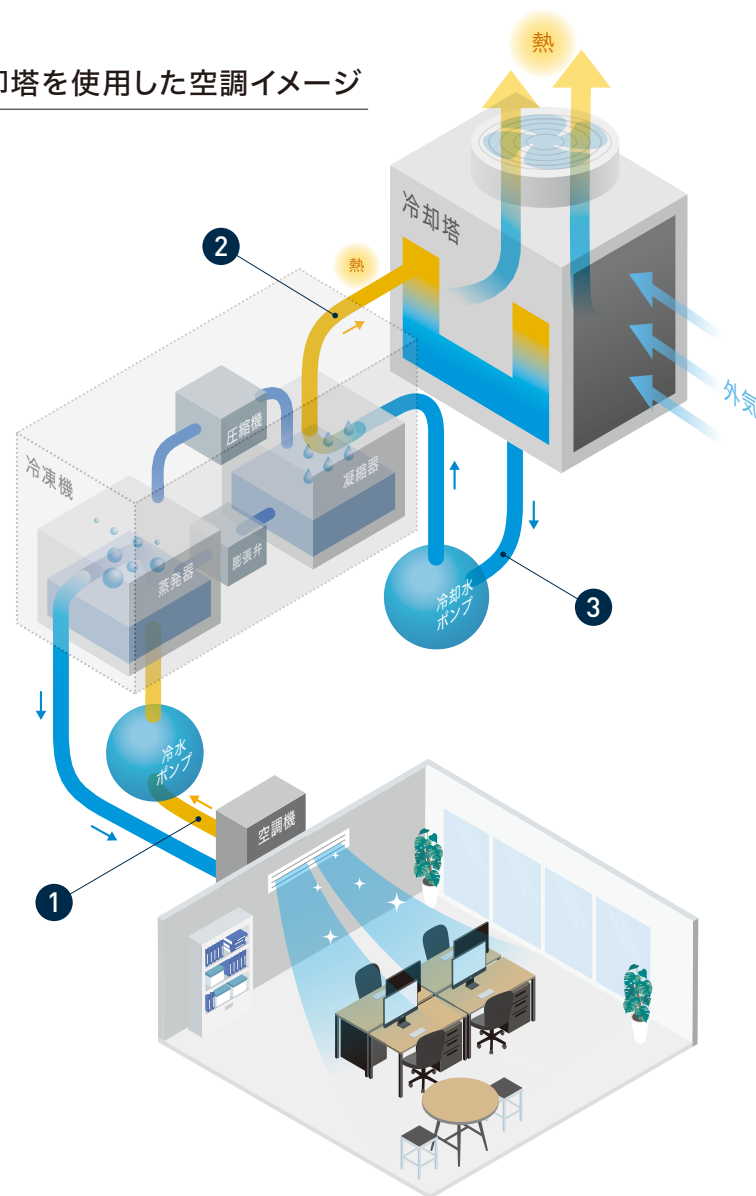 却塔を使用した空調イメージ
熱
冷却塔
2
熱
外気
圧縮機
凝縮器
冷凍機
膨張弁
蒸発器
冷却水
ポンプ
3
冷水
ポンプ
空調機
1